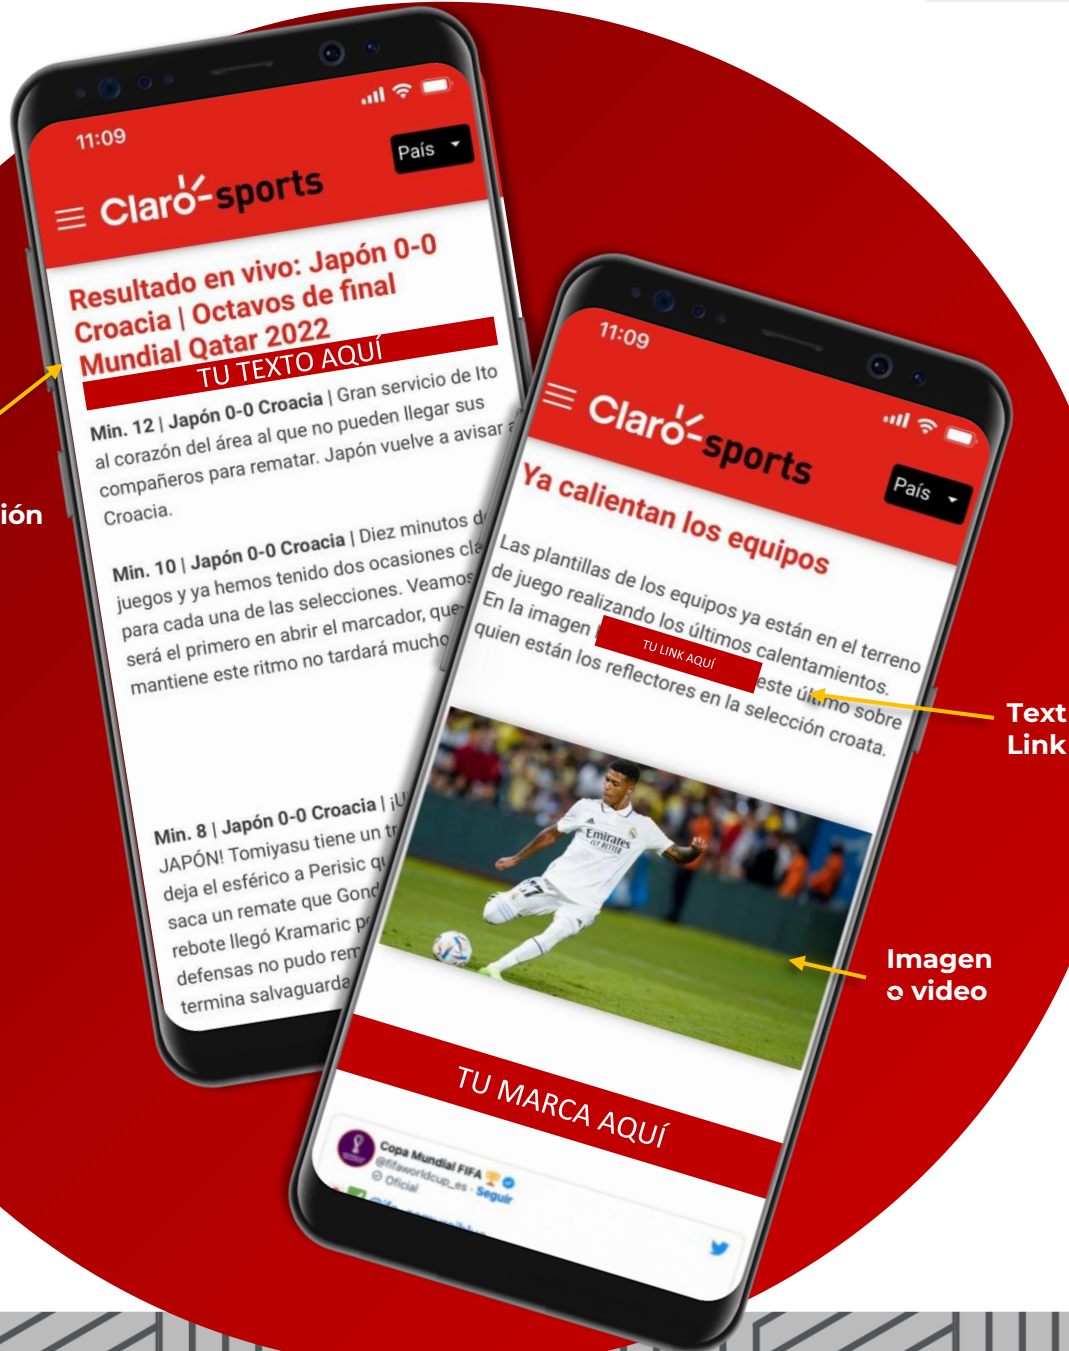 11:09
País
Claro-sports
Resultado en vivo: Japón 0-0
Croacia | Octavos de final
Mundial Qatar 2022
TU TEXTO AQUÍ
Min. 12 | Japón 0-0 Croacia | Gran servicio de Ito
al corazón del área al que no pueden llegar sus
compañeros para rematar. Japón vuelve a avisar a
Croacia.
Min. 10 | Japón 0-0 Croacia | Diez minutos
juegos y ya hemos tenido dos ocasiones
para cada una de las selecciones. Veamos
será el primero en abrir el marcador,
mantiene este ritmo no tardará mucho
Min. 8 | Japón 0-0 Croacia |
JAPÓN! Tomiyasu tiene un
deja el esférico a Perisic
saca un remate que
rebote llegó Kramaric
defensas no pudo
termina
11:09
Claro-sports
País
Ya calientan los equipos
Las plantillas de los equipos ya están en el terreno
de juego realizando los últimos calentamientos.
En la imagen
TU LINK AQUÍ
este último sobre
quien están los reflectores en la selección croata.
Text
Link
Emirates
FLY BETTER
27
Imagen
o video
TU MARCA AQUÍ
Copa Mundial FIFA
@fifaworldcup_es · Seguir
Oficial